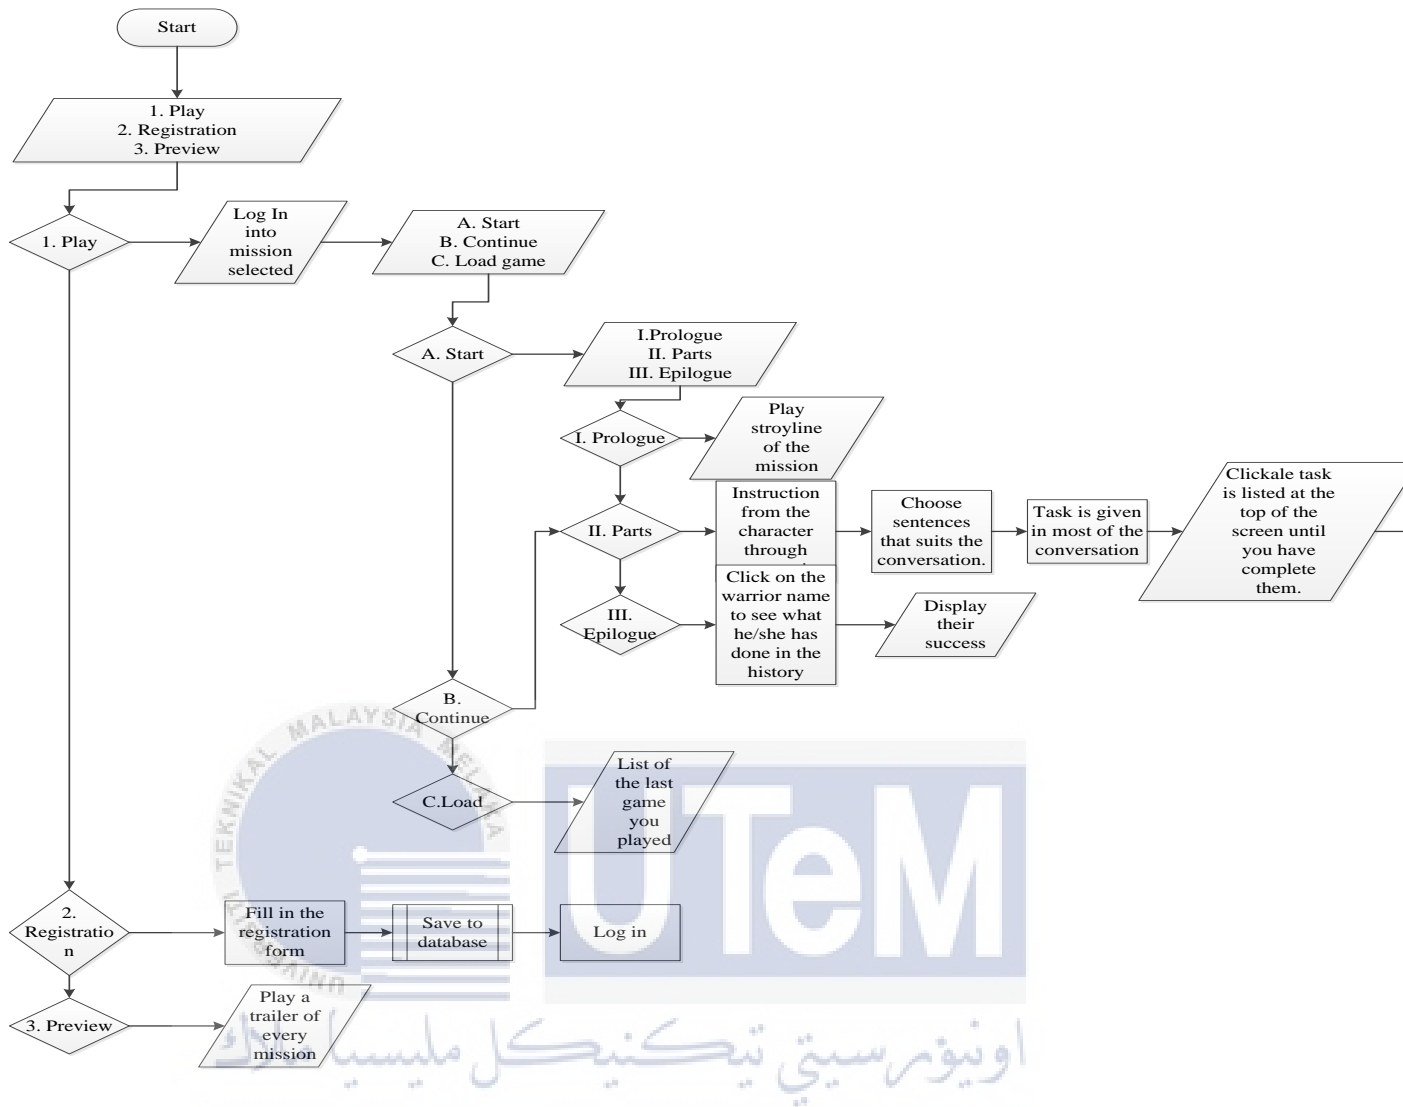 Start
1. Play
2. Registration
3. Preview
1. Play
Log In
into
mission
selected
A. Start
B. Continue
C. Load game
A. Start
I.Prologue
II. Parts
III. Epilogue
I. Prologue
Play
stroyline
of the
mission
II. Parts
Instruction
from the
character
through
Choose
sentences
that suits the
conversation.
Task is given
in most of the
conversation
Clickale task
is listed at the
top of the
screen until
you have
complete
them.
III.
Epilogue
Click on the
warrior name
to see what
he/she has
done in the
history
Display
their
success
B.
Continue
C.Load
List of
the last
game
you
played
2.
Registratio
n
Fill in the
registration
form
Save to
database
Log in
3. Preview
Play a
trailer of
every
mission
UNIVERSITI TEKNIKAL MALAYSIA MELAKA
UTeM
اونيورسيتي تيكنيكل مليسيا ملاك